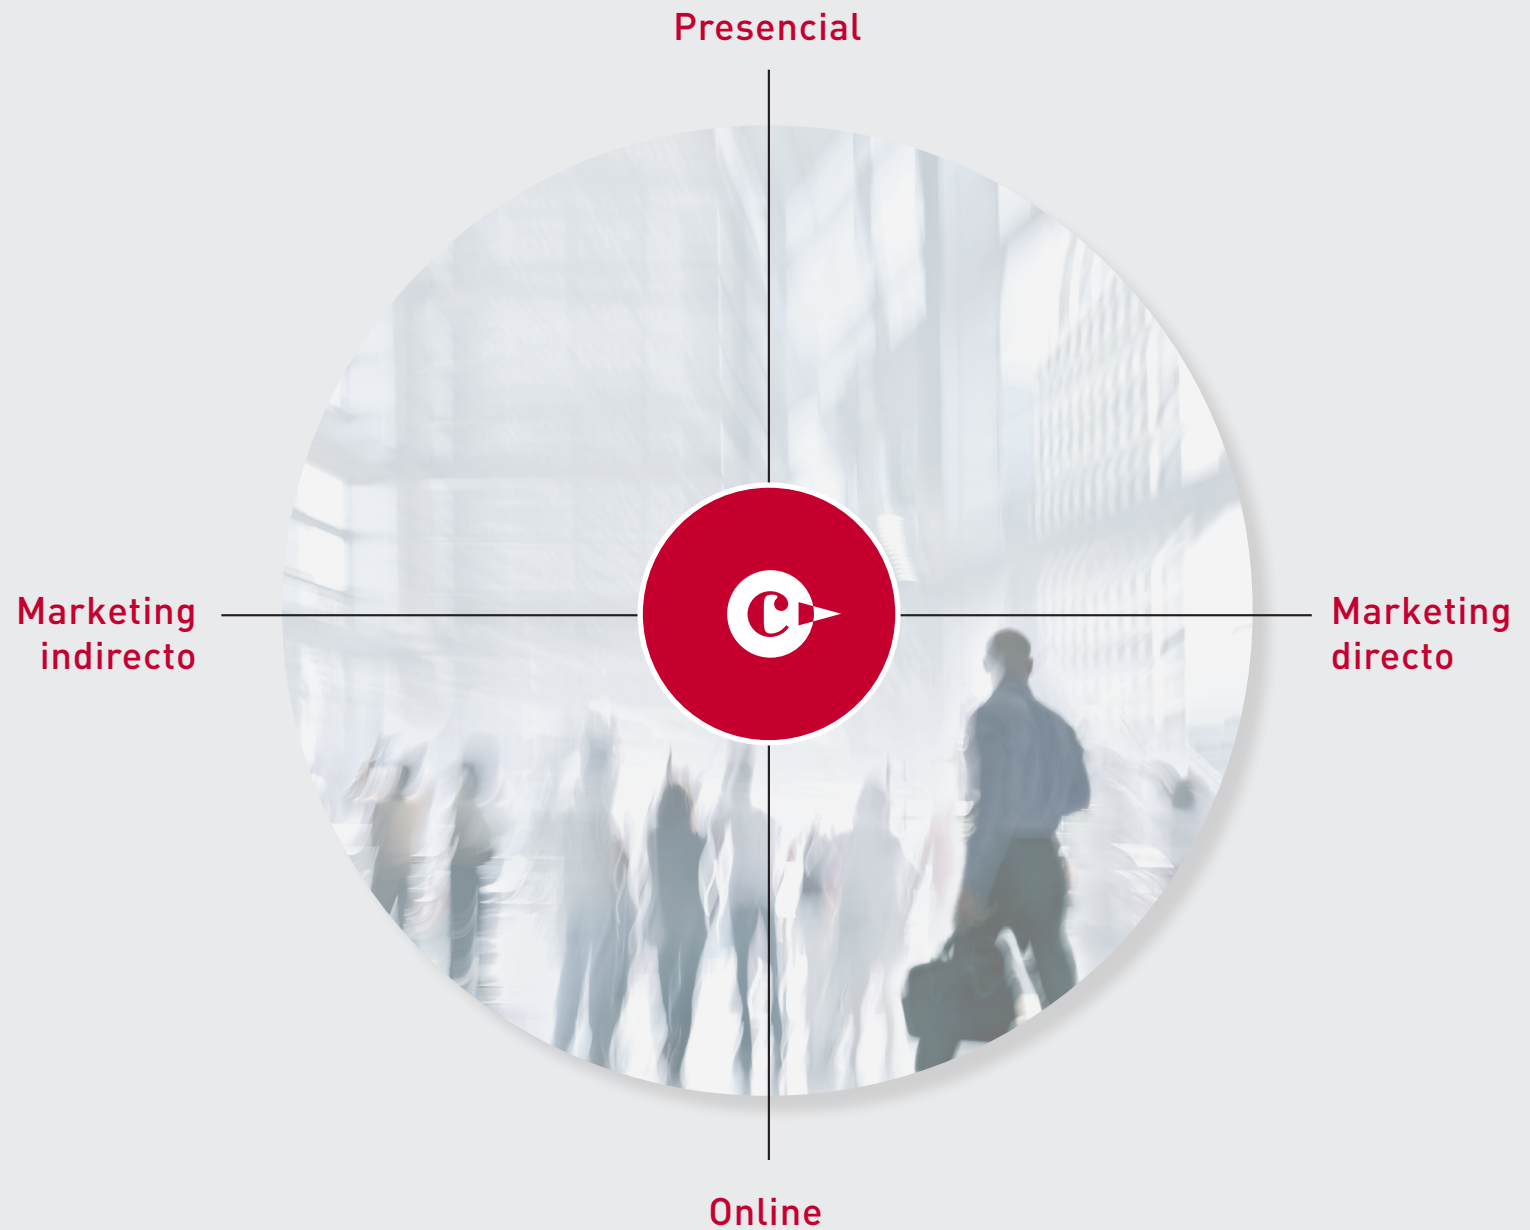 Presencial
Marketing
indirecto
C
Marketing
directo
Online